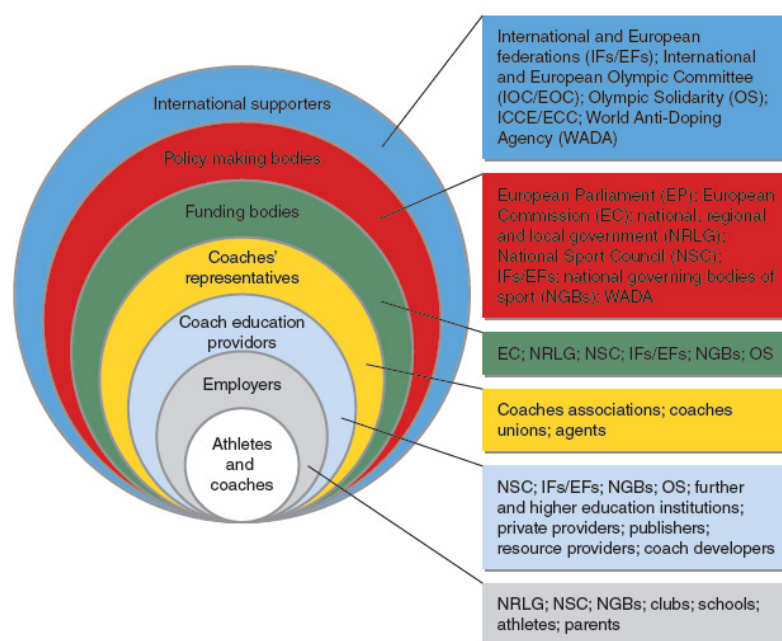 International supporters
Policy making bodies
Funding bodies
Coaches'
representatives
Coach education
providers
Employers
Athletes
and
coaches
International and European
federations (IFs/EFs); International
and European Olympic Committee
(IOC/EOC); Olympic Solidarity (OS);
ICCE/ECC; World Anti-Doping
Agency (WADA)
European Parliament (EP); European
Commission (EC); national, regional
and local government (NRLG);
National Sport Council (NSC);
IFs/EFs; national governing bodies of
sport (NGBs); WADA
EC; NRLG; NSC; IFs/EFs; NGBs; OS
Coaches associations; coaches
unions; agents
NSC; IFs/EFs; NGBs; OS; further
and higher education institutions;
private providers; publishers;
resource providers; coach developers
NRLG; NSC; NGBs; clubs; schools;
athletes; parents